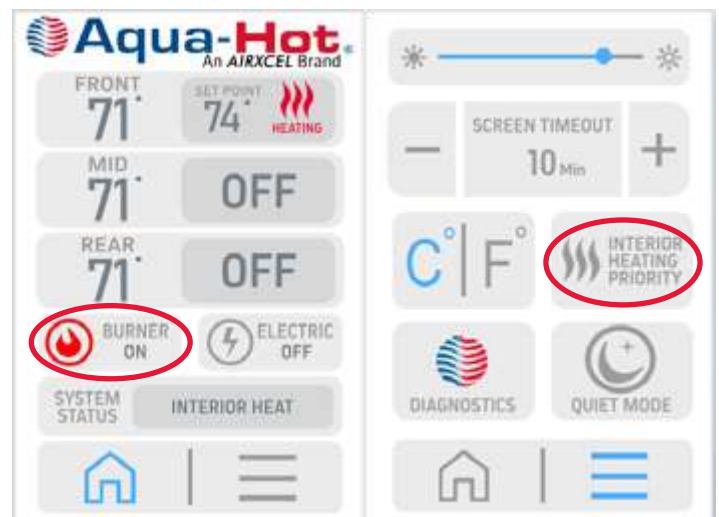 Aqua-Hot®
An AIRXCEL Brand
FRONT
71°
SET POINT
74°
HEATING
MID
71°
OFF
REAR
71°
OFF
BURNER
ON
ELECTRIC
OFF
SYSTEM
STATUS
INTERIOR HEAT
SCREEN TIMEOUT
10 Min
C° | F°
INTERIOR
HEATING
PRIORITY
DIAGNOSTICS
QUIET MODE